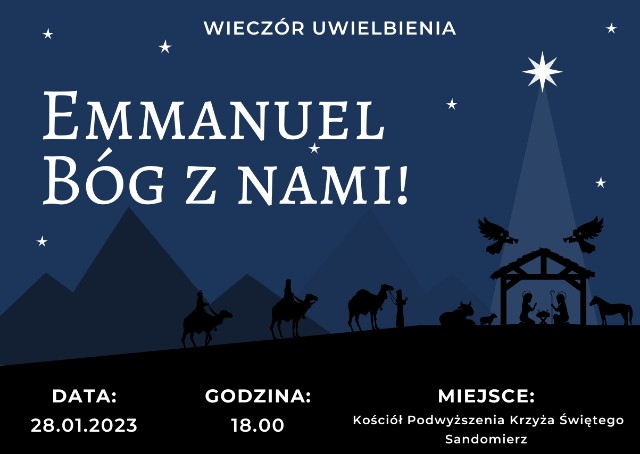 WIECZÓR UWIELBIENIA
EMMANUEL
BÓG Z NAMI!
DATA:
28.01.2023
GODZINA:
18.00
MIEJSCE:
Kościół Podwyższenia Krzyża Świętego
Sandomierz